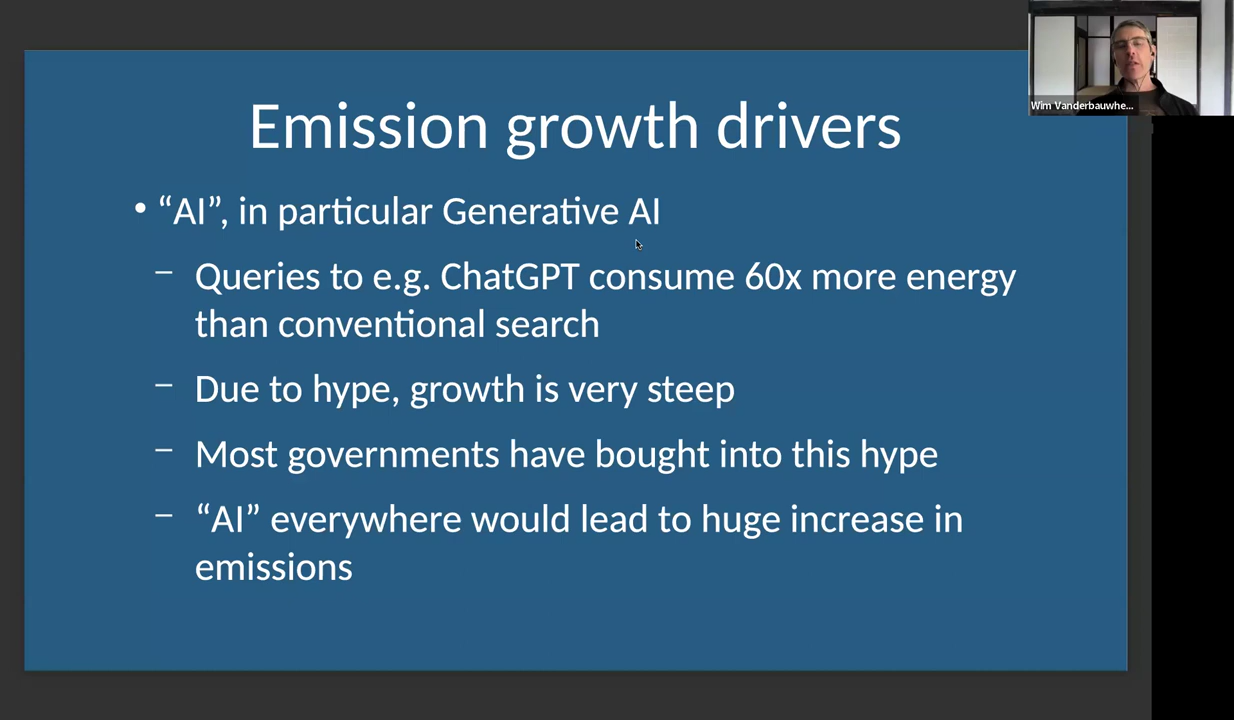 Wim Vanderbauwhe...
Emission growth drivers
• “AI”, in particular Generative AI
– Queries to e.g. ChatGPT consume 60x more energy
than conventional search
– Due to hype, growth is very steep
– Most governments have bought into this hype
– “AI” everywhere would lead to huge increase in
emissions